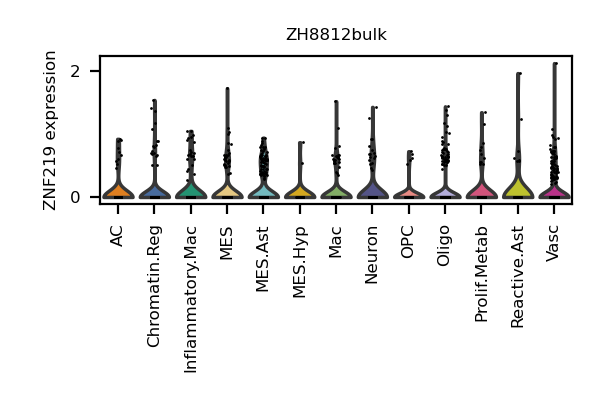 ZH8812bulk
ZNF219 expression
2
0
AC
Chromatin.Reg
Inflammatory.Mac
MES
MES.Ast
MES.Hyp
Mac
Neuron
OPC
Oligo
Prolif.Metab
Reactive.Ast
Vasc